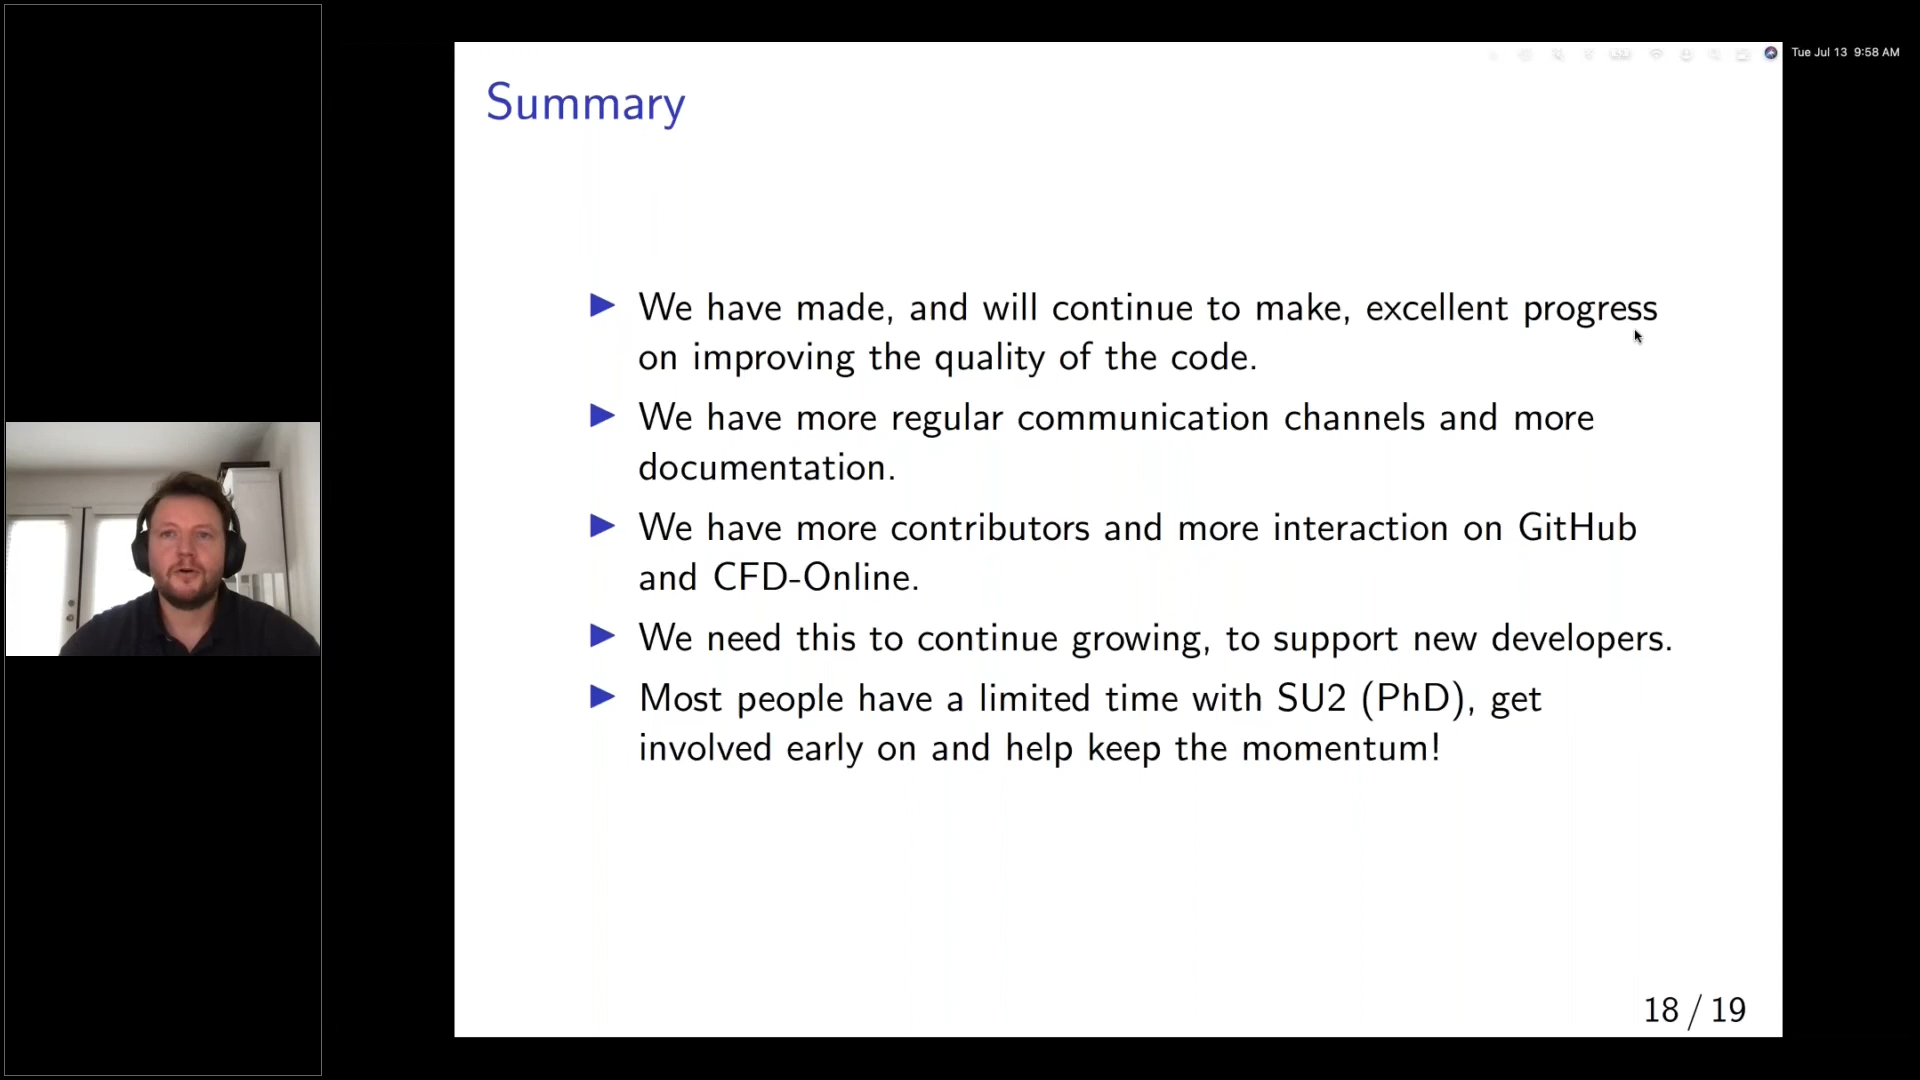 Tue Jul 13 9:58 AM
Summary
We have made, and will continue to make, excellent progress
on improving the quality of the code.
We have more regular communication channels and more
documentation.
We have more contributors and more interaction on GitHub
and CFD-Online.
We need this to continue growing, to support new developers.
Most people have a limited time with SU2 (PhD), get
involved early on and help keep the momentum!
18 / 19